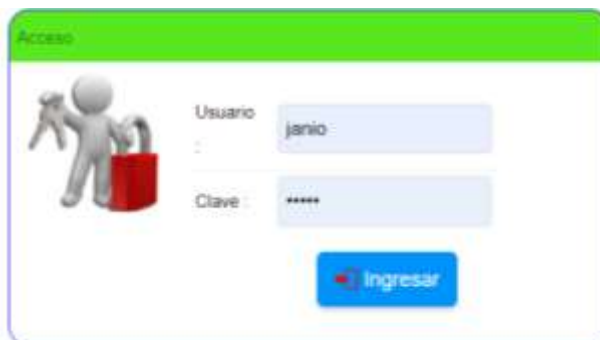 Acceso
Usuario
:
janio
Clave :
•••••
Ingresar